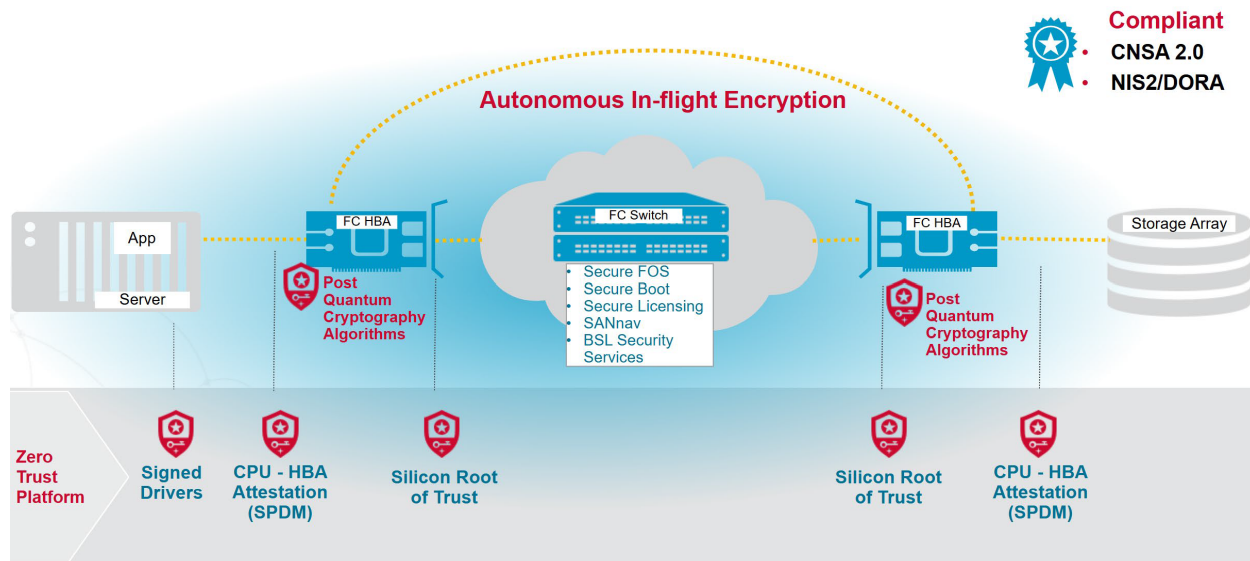 Compliant
• CNSA 2.0
• NIS2/DORA
Autonomous In-flight Encryption
App
Server
FC HBA
Post
Quantum
Cryptography
Algorithms
FC Switch
• Secure FOS
• Secure Boot
• Secure Licensing
• SANnav
• BSL Security
Services
FC HBA
Post
Quantum
Cryptography
Algorithms
Storage Array
Zero
Trust
Platform
Signed
Drivers
CPU - HBA
Attestation
(SPDM)
Silicon Root
of Trust
Silicon Root
of Trust
CPU - HBA
Attestation
(SPDM)